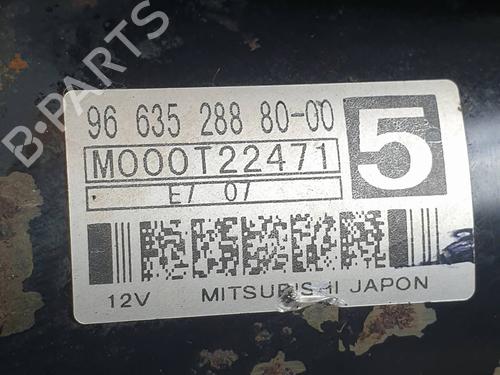 B-PARTS
96 635 288 80-00
5
M000T22471
E7 07
12V MITSUBISHI JAPON